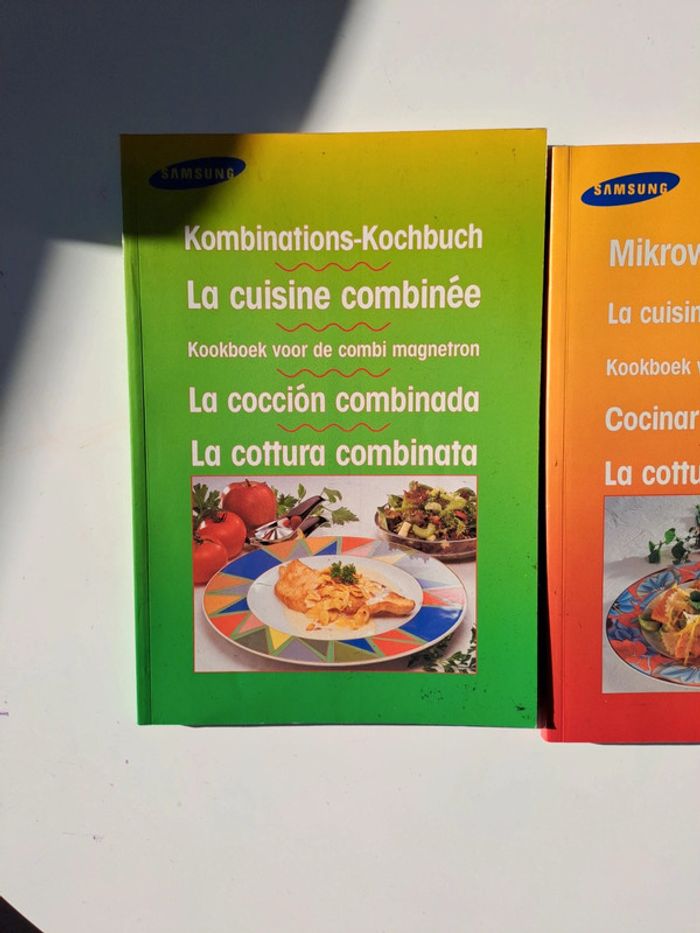 SAMSUNG
Kombinations-Kochbuch
La cuisine combinée
Kookboek voor de combi magnetron
La cocción combinada
La cottura combinata
SAMSUNG
Mikrow
La cuisin
Kookboek v
Cocinar
La cottu